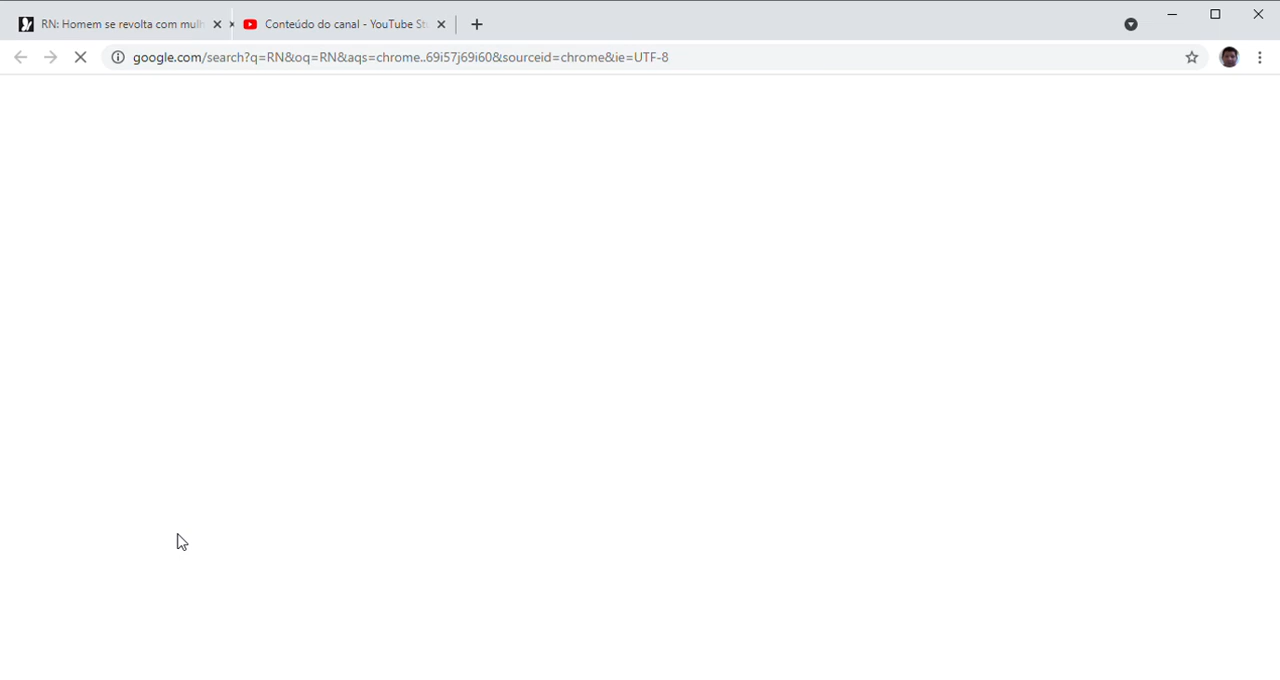 RN: Homem se revolta com mulh
Conteúdo do canal - YouTube St
google.com/search?q=RN&oq=RN&aqs=chrome..69i57j69i60&sourceid=chrome&ie=UTF-8